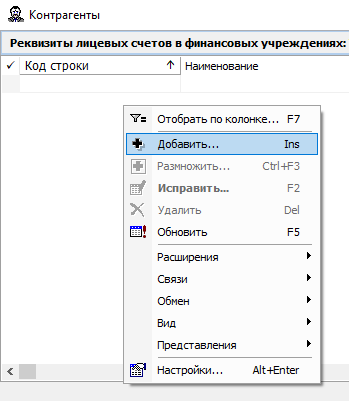 Контрагенты
Реквизиты лицевых счетов в финансовых учреждениях:
✓ Код строки ↑ Наименование
Отобрать по колонке... F7
Добавить... Ins
Размножить... Ctrl+F3
Исправить... F2
Удалить Del
Обновить F5
Расширения
Связи
Обмен
Вид
Представления
Настройки... Alt+Enter